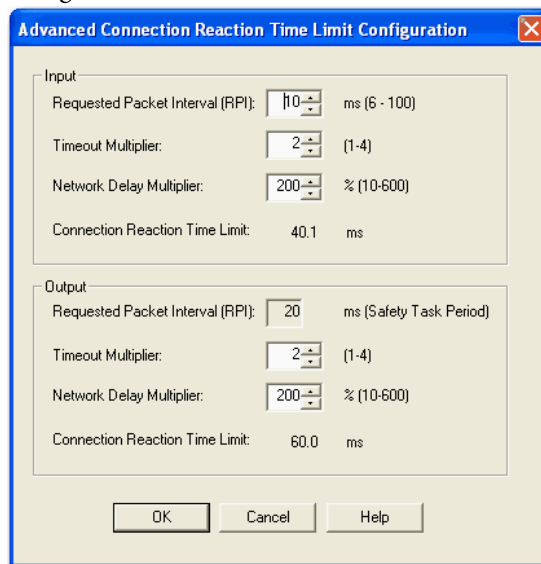 Advanced Connection Reaction Time Limit Configuration
Input
Requested Packet Interval (RPI): 10 ms (6 - 100)
Timeout Multiplier: 2 (1-4)
Network Delay Multiplier: 200 % (10-600)
Connection Reaction Time Limit: 40.1 ms
Output
Requested Packet Interval (RPI): 20 ms (Safety Task Period)
Timeout Multiplier: 2 (1-4)
Network Delay Multiplier: 200 % (10-600)
Connection Reaction Time Limit: 60.0 ms
OK Cancel Help